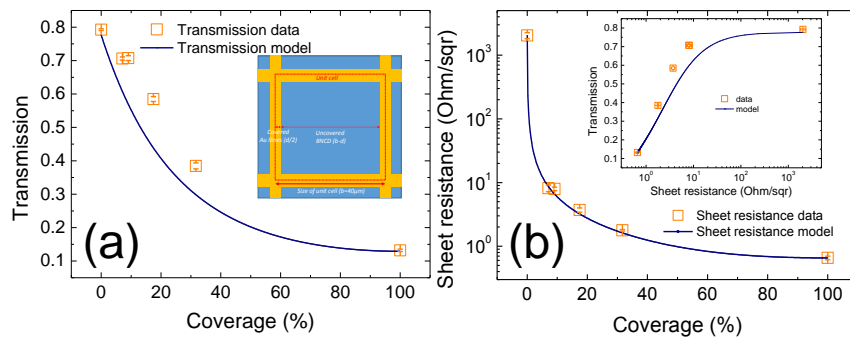 Transmission data
Transmission model
Unit cell
Covered
Au lines (d/2)
Uncovered
BNCD (b-d)
Size of unit cell (b=40µm)
0.8
0.7
0.6
0.5
0.4
0.3
0.2
0.1
Transmission
(a)
0 20 40 60 80 100
Coverage (%)
10³
10²
10¹
10⁰
Sheet resistance (Ohm/sqr)
0.8
0.7
0.6
0.5
0.4
0.3
0.2
0.1
Transmission
data
model
10⁰ 10¹ 10² 10³
Sheet resistance (Ohm/sqr)
Sheet resistance data
Sheet resistance model
(b)
0 20 40 60 80 100
Coverage (%)